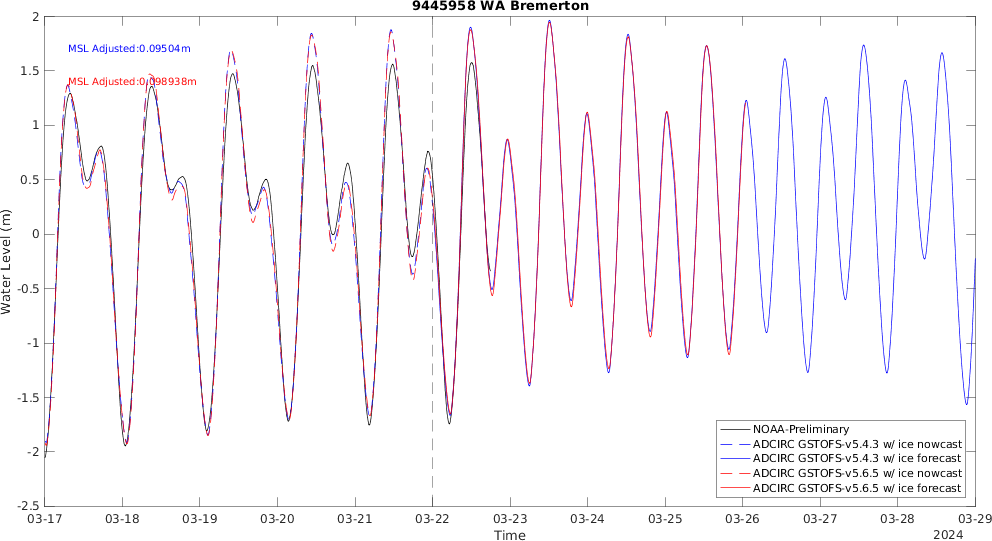 9445958 WA Bremerton
MSL Adjusted:0.09504m
MSL Adjusted:0.098938m
2
1.5
1
0.5
0
-0.5
-1
-1.5
-2
-2.5
Water Level (m)
NOAA-Preliminary
ADCIRC GSTOFS-v5.4.3 w/ ice nowcast
ADCIRC GSTOFS-v5.4.3 w/ ice forecast
ADCIRC GSTOFS-v5.6.5 w/ ice nowcast
ADCIRC GSTOFS-v5.6.5 w/ ice forecast
03-17 03-18 03-19 03-20 03-21 03-22 03-23 03-24 03-25 03-26 03-27 03-28 03-29
Time
2024